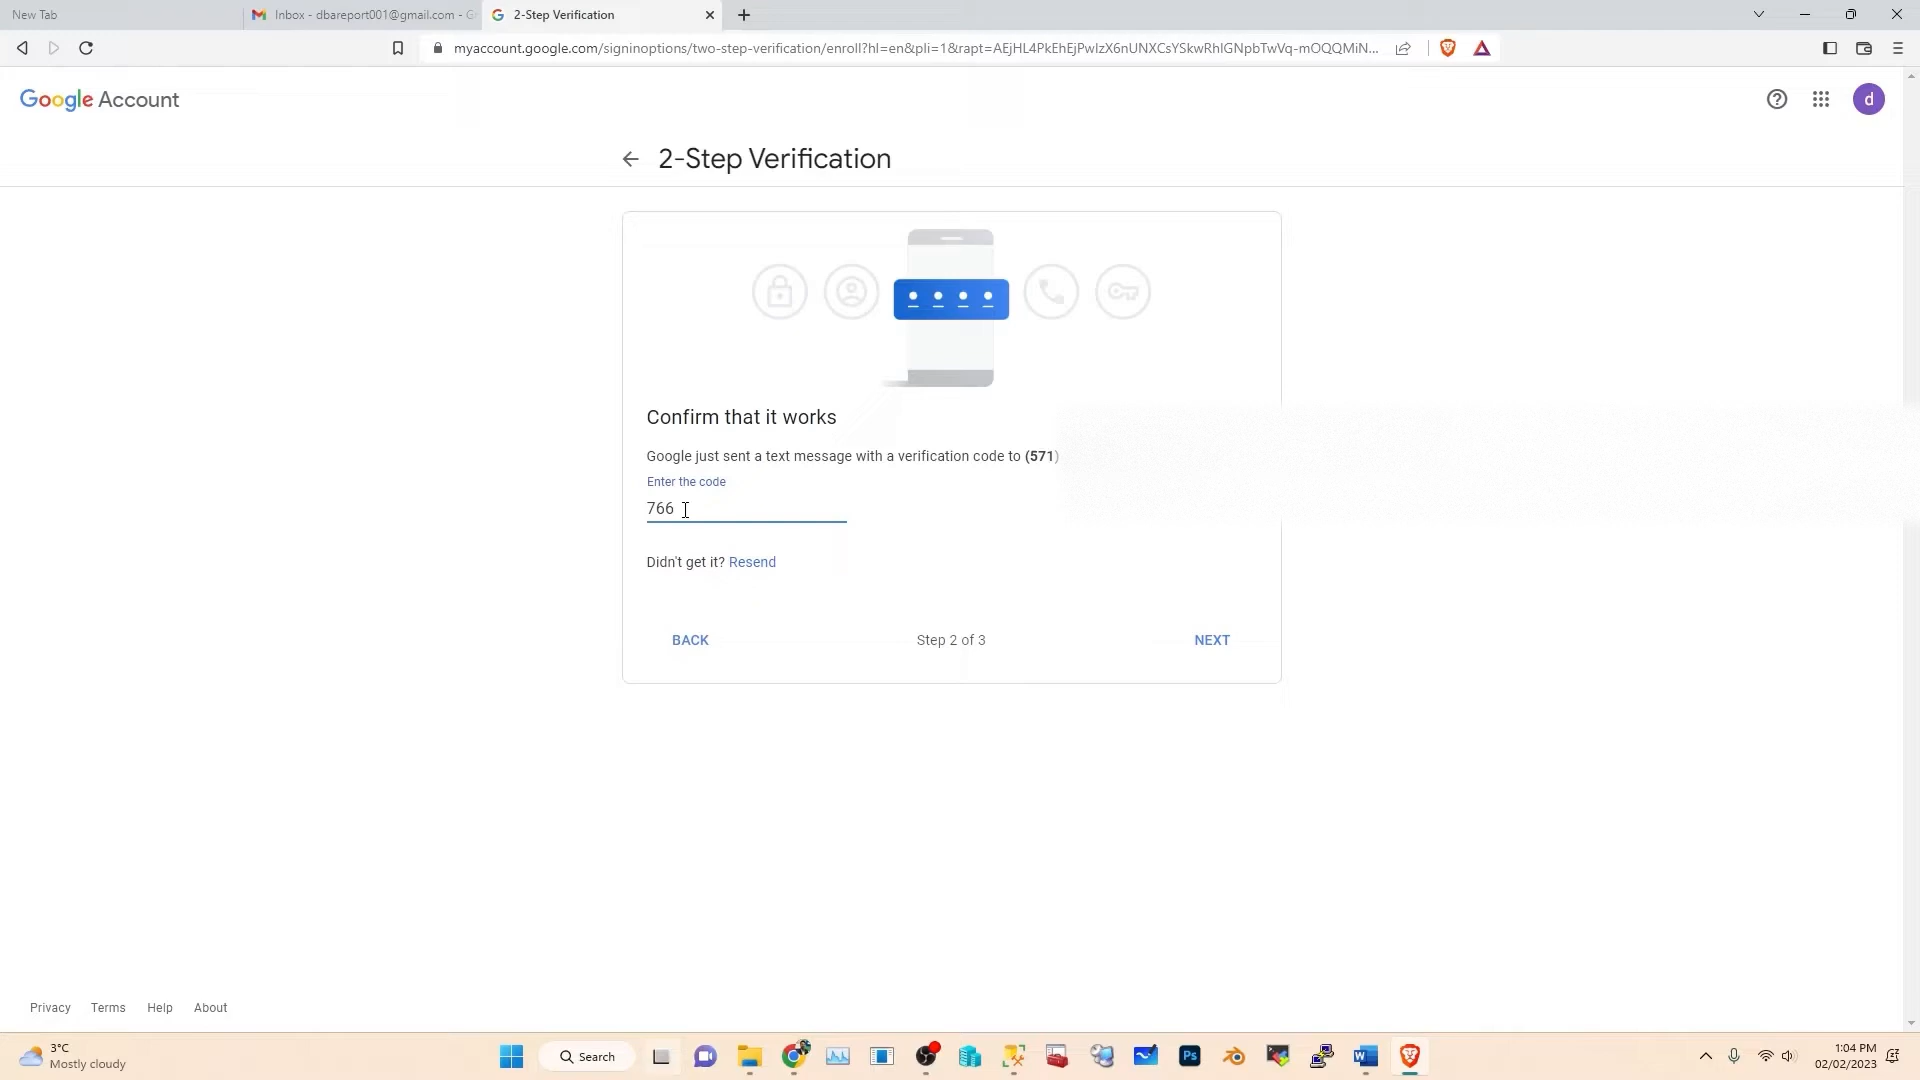 New Tab
Inbox - dbareport001@gmail.com - G
2-Step Verification
myaccount.google.com/signinoptions/two-step-verification/enroll?hl=en&pli=1&rapt=AEjHL4PkEhEjPwIzX6nUNXCsYSkwRhlGNpbTwVq-mOQQMiN...
Google Account
d
2-Step Verification
Confirm that it works
Google just sent a text message with a verification code to (571)
Enter the code
766
Didn't get it? Resend
BACK
Step 2 of 3
NEXT
Privacy Terms Help About
3°C
Mostly cloudy
Search
Ps
1:04 PM
02/02/2023